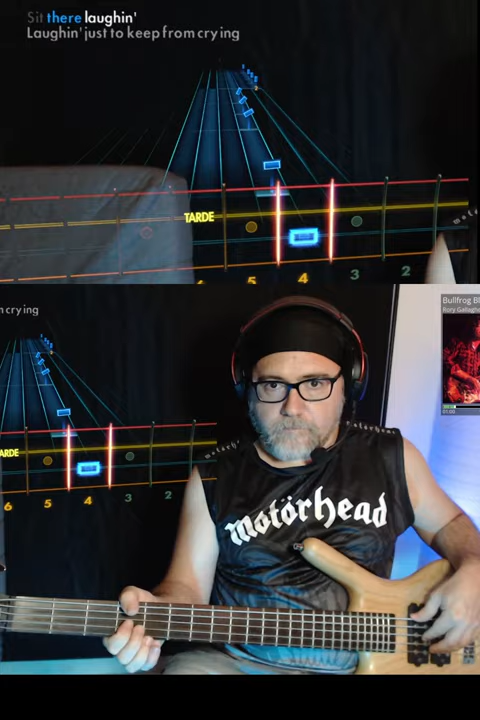 Sit there laughin'
Laughin' just to keep from crying
TARDE
5 4 3 2
n crying
Bullfrog Bl
Rory Gallagh
ARDE
6 5 4 3 2
motörhead